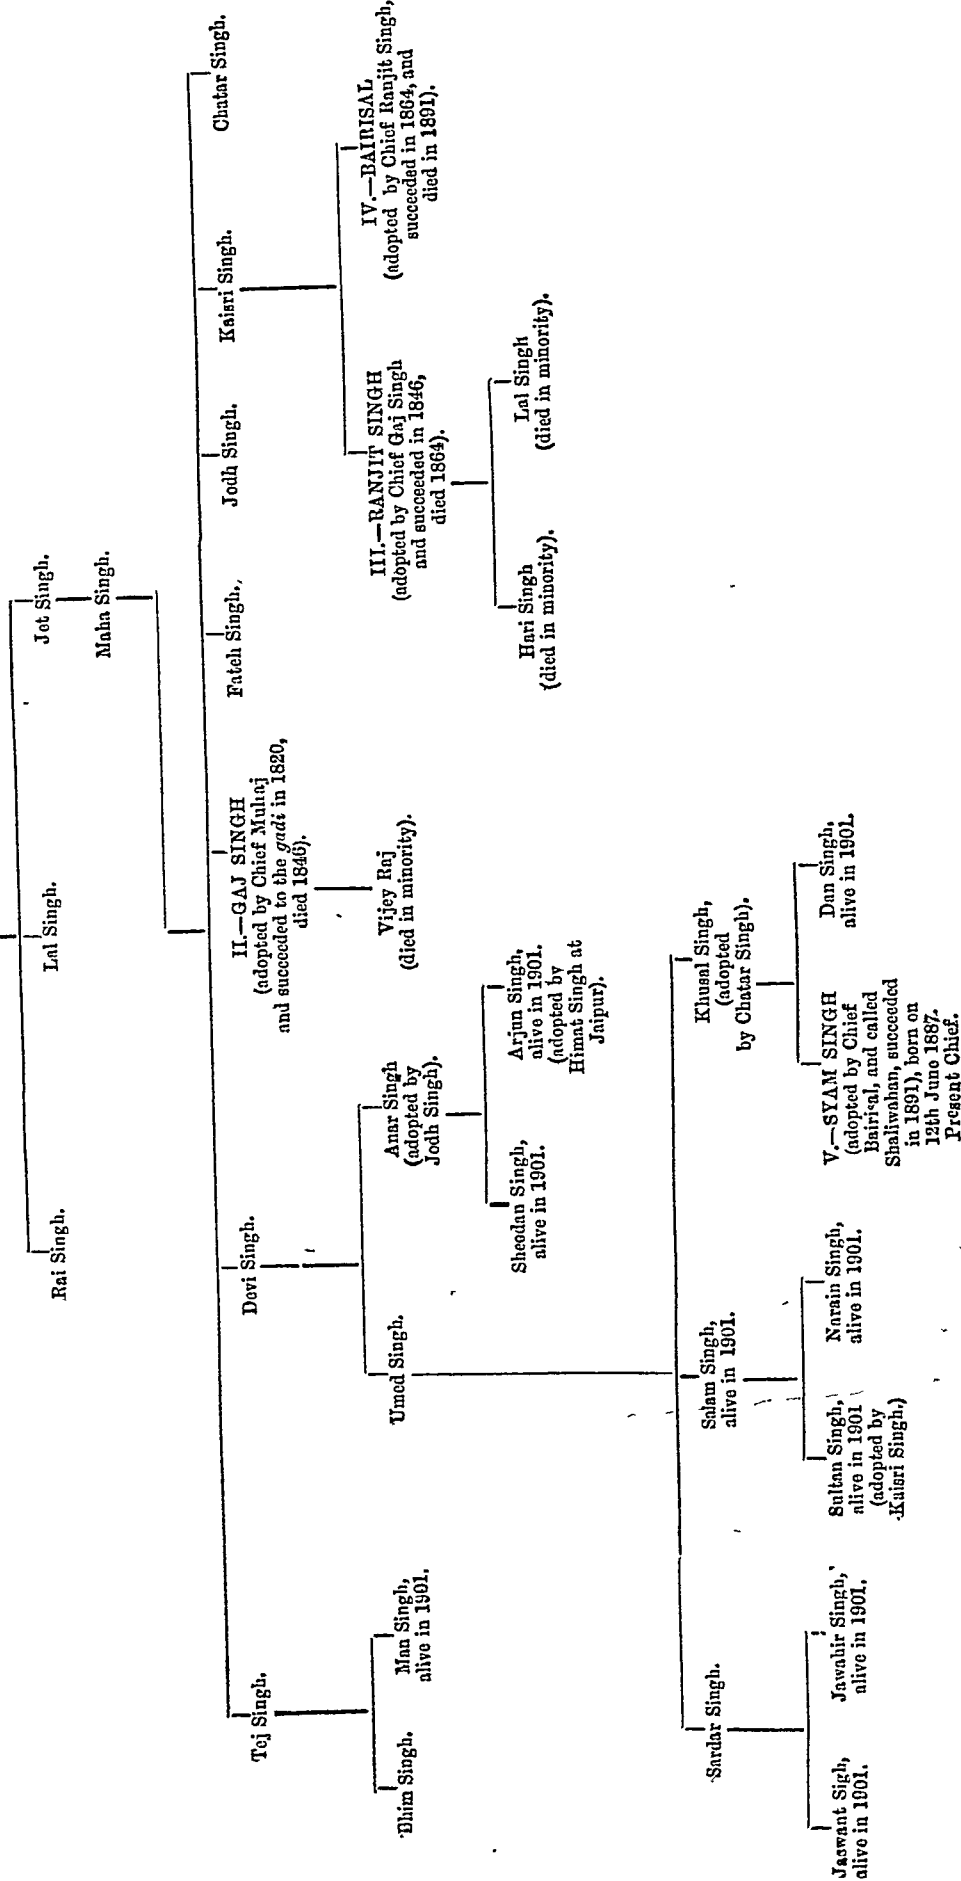 Rai Singh.
Lal Singh.
Jet Singh.
Maha Singh.
Tej Singh.
Devi Singh.
II.—GAJ SINGH
(adopted by Chief Mulraj
and succeeded to the gadi in 1820,
died 1846).
Fateh Singh.
Jodh Singh.
Kaisri Singh.
Chatar Singh.
Bhim Singh.
Man Singh,
alive in 1901.
Umed Singh.
Anar Singh
(adopted by
Jodh Singh).
Vijey Raj
(died in minority).
III.—RANJIT SINGH
(adopted by Chief Gaj Singh
and succeeded in 1846,
died 1864).
IV.—BAIRISAL
(adopted by Chief Ranjit Singh,
succeeded in 1864, and
died in 1891).
Sheodan Singh,
alive in 1901.
Arjun Singh,
alive in 1901.
(adopted by
Himat Singh at
Jaipur).
Hari Singh
(died in minority).
Lal Singh
(died in minority).
Sardar Singh.
Salam Singh,
alive in 1901.
Khusal Singh,
(adopted
by Chatar Singh).
Jaswant Sigh,
alive in 1901.
Jawahir Singh,
alive in 1901.
Sultan Singh,
alive in 1901
(adopted by
Kaisri Singh,)
Narain Singh,
alive in 1901.
V.—SYAM SINGH
(adopted by Chief
Bairisal, and called
Shaliwahan, succeeded
in 1891), born on
12th June 1887.
Present Chief.
Dan Singh,
alive in 1901.